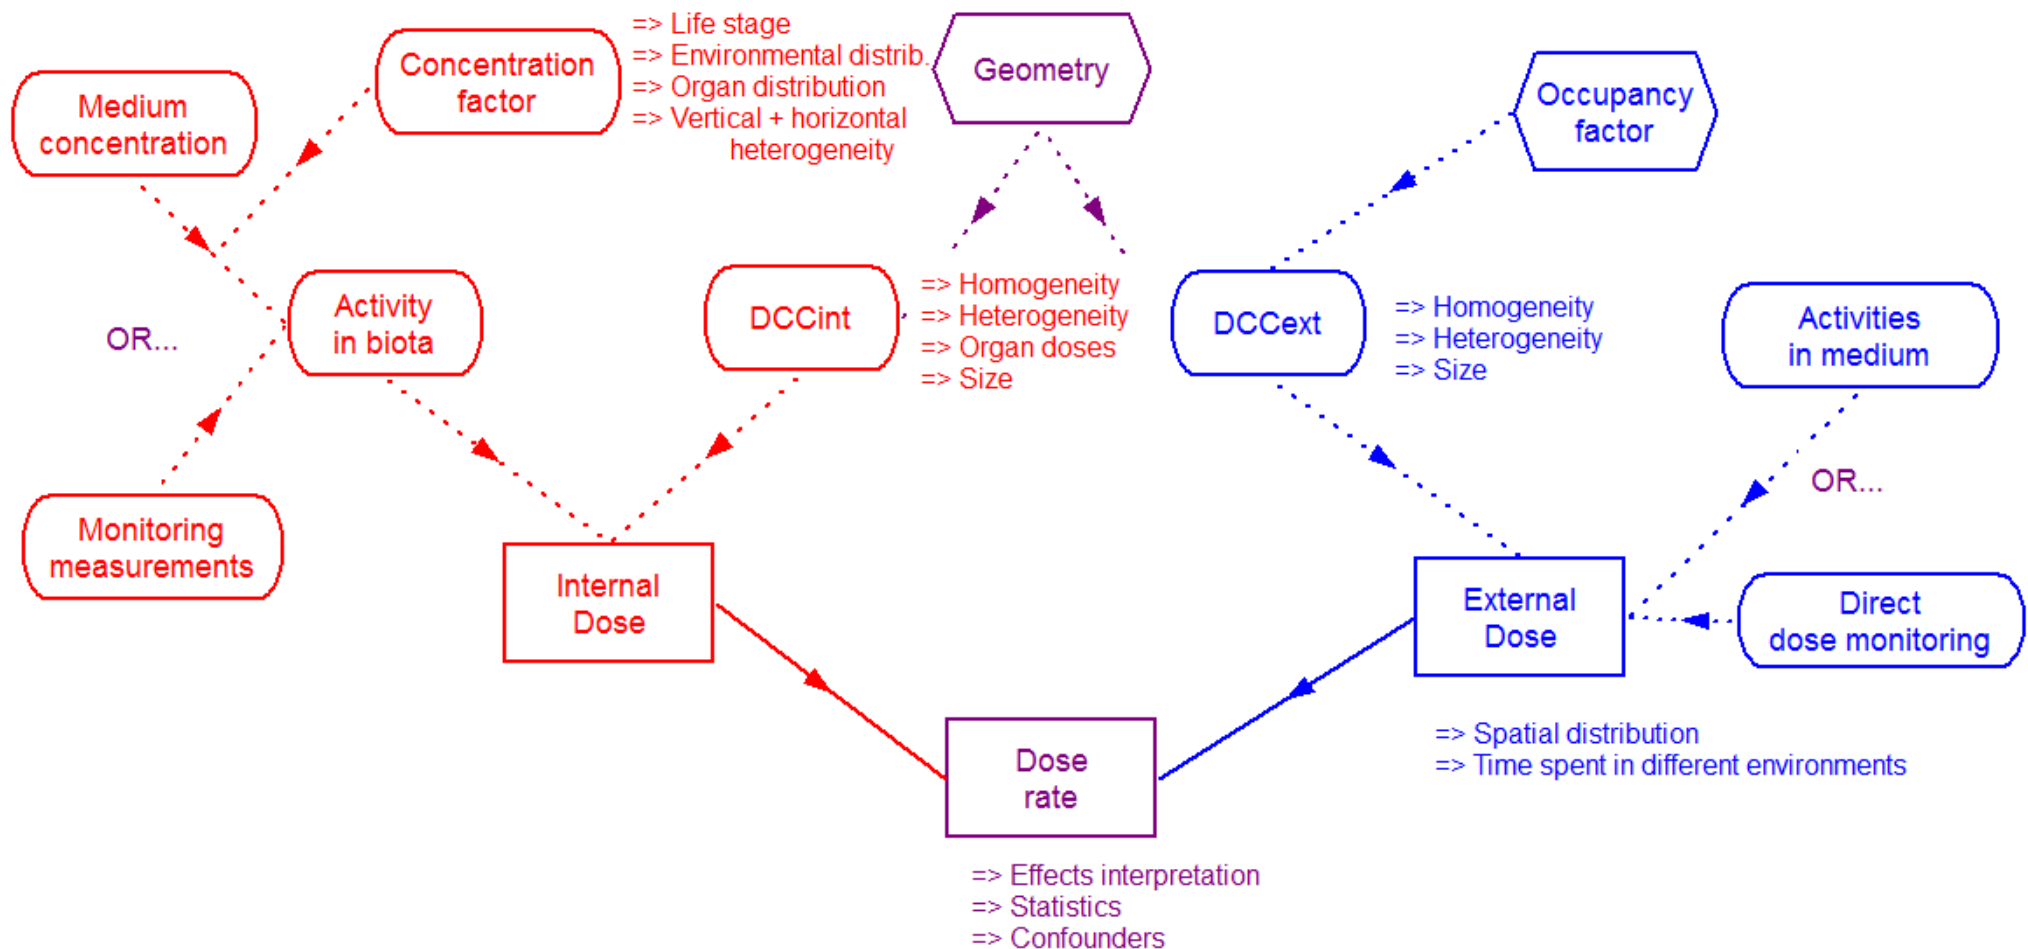 Medium
concentration
Concentration
factor
=> Life stage
=> Environmental distrib.
=> Organ distribution
=> Vertical + horizontal
heterogeneity
Geometry
Occupancy
factor
OR...
Activity
in biota
DCCint
=> Homogeneity
=> Heterogeneity
=> Organ doses
=> Size
DCCext
=> Homogeneity
=> Heterogeneity
=> Size
Activities
in medium
OR...
Monitoring
measurements
Internal
Dose
External
Dose
Direct
dose monitoring
=> Spatial distribution
=> Time spent in different environments
Dose
rate
=> Effects interpretation
=> Statistics
=> Confounders